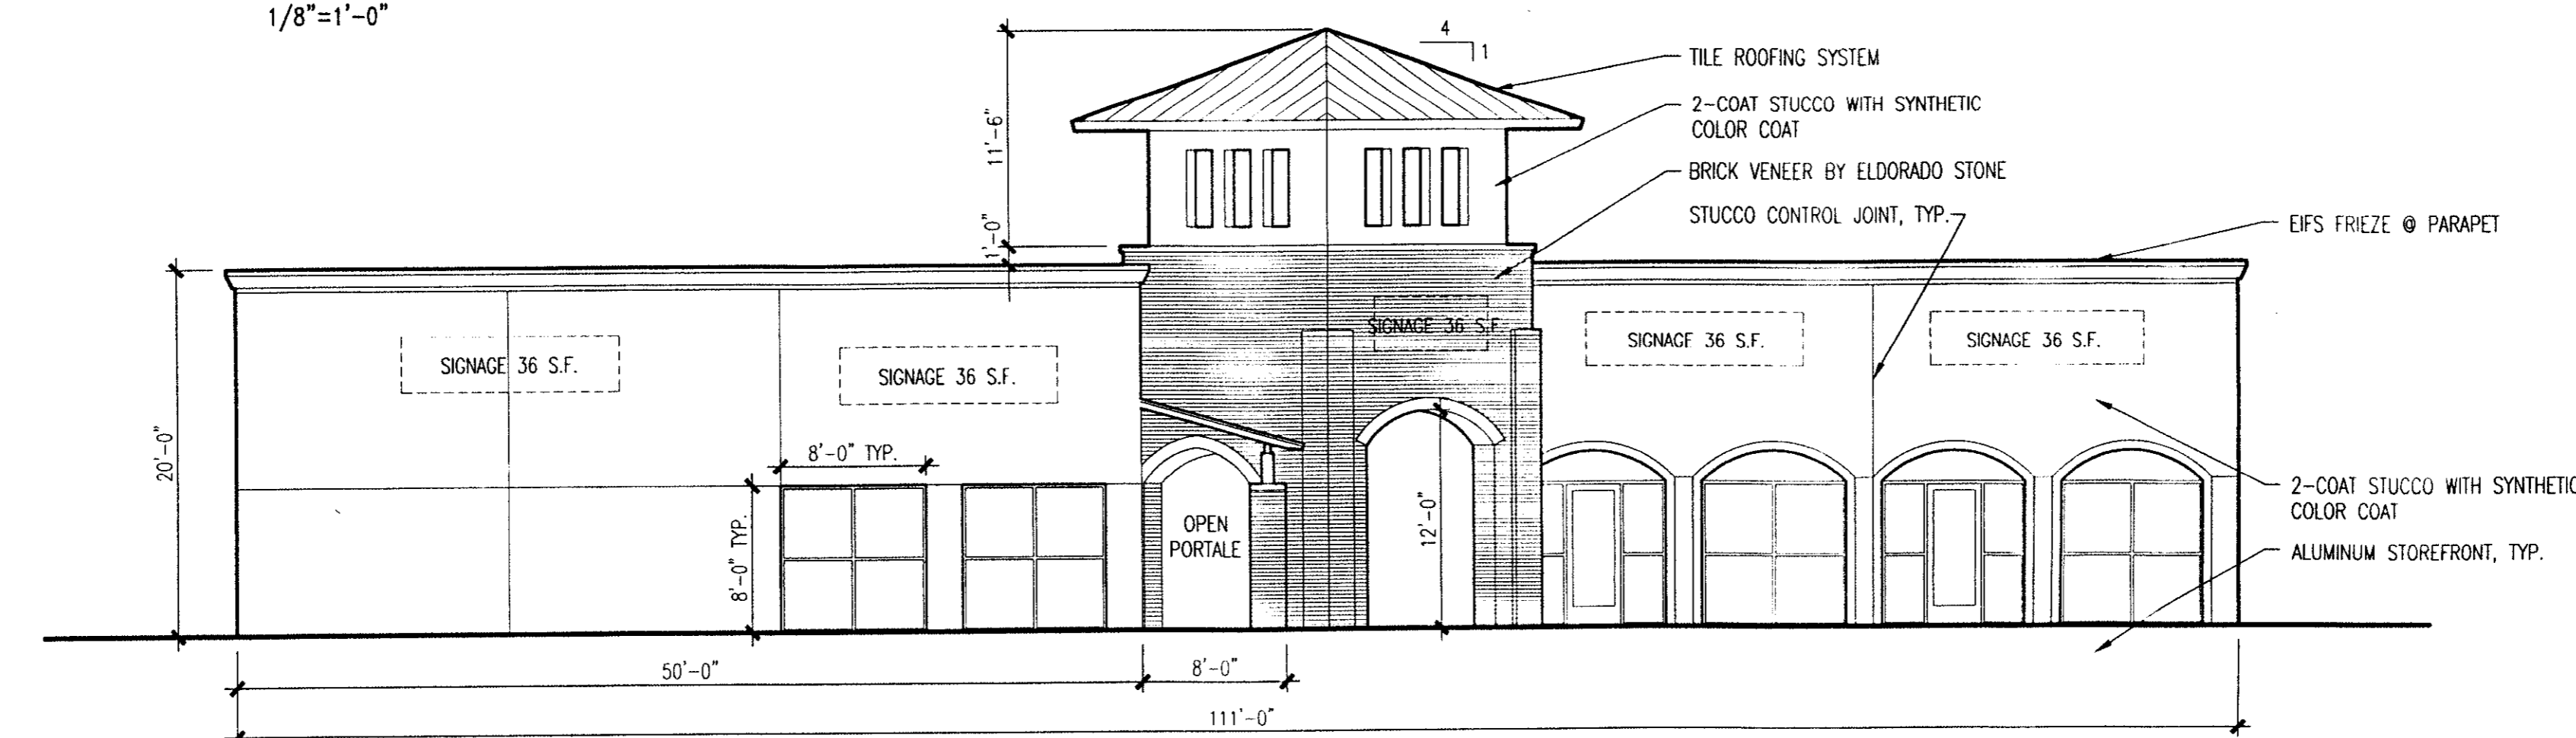 1/8"=1'-0"
4
1
TILE ROOFING SYSTEM
2-COAT STUCCO WITH SYNTHETIC
COLOR COAT
11'-6"
BRICK VENEER BY ELDORADO STONE
STUCCO CONTROL JOINT, TYP.
EIFS FRIEZE @ PARAPET
1'-0"
SIGNAGE 36 S.F.
SIGNAGE 36 S.F.
SIGNAGE 36 S.F.
SIGNAGE 36 S.F.
SIGNAGE 36 S.F.
20'-0"
8'-0" TYP.
8'-0" TYP.
OPEN
PORTALE
12'-0"
2-COAT STUCCO WITH SYNTHETIC
COLOR COAT
ALUMINUM STOREFRONT, TYP.
50'-0"
8'-0"
111'-0"